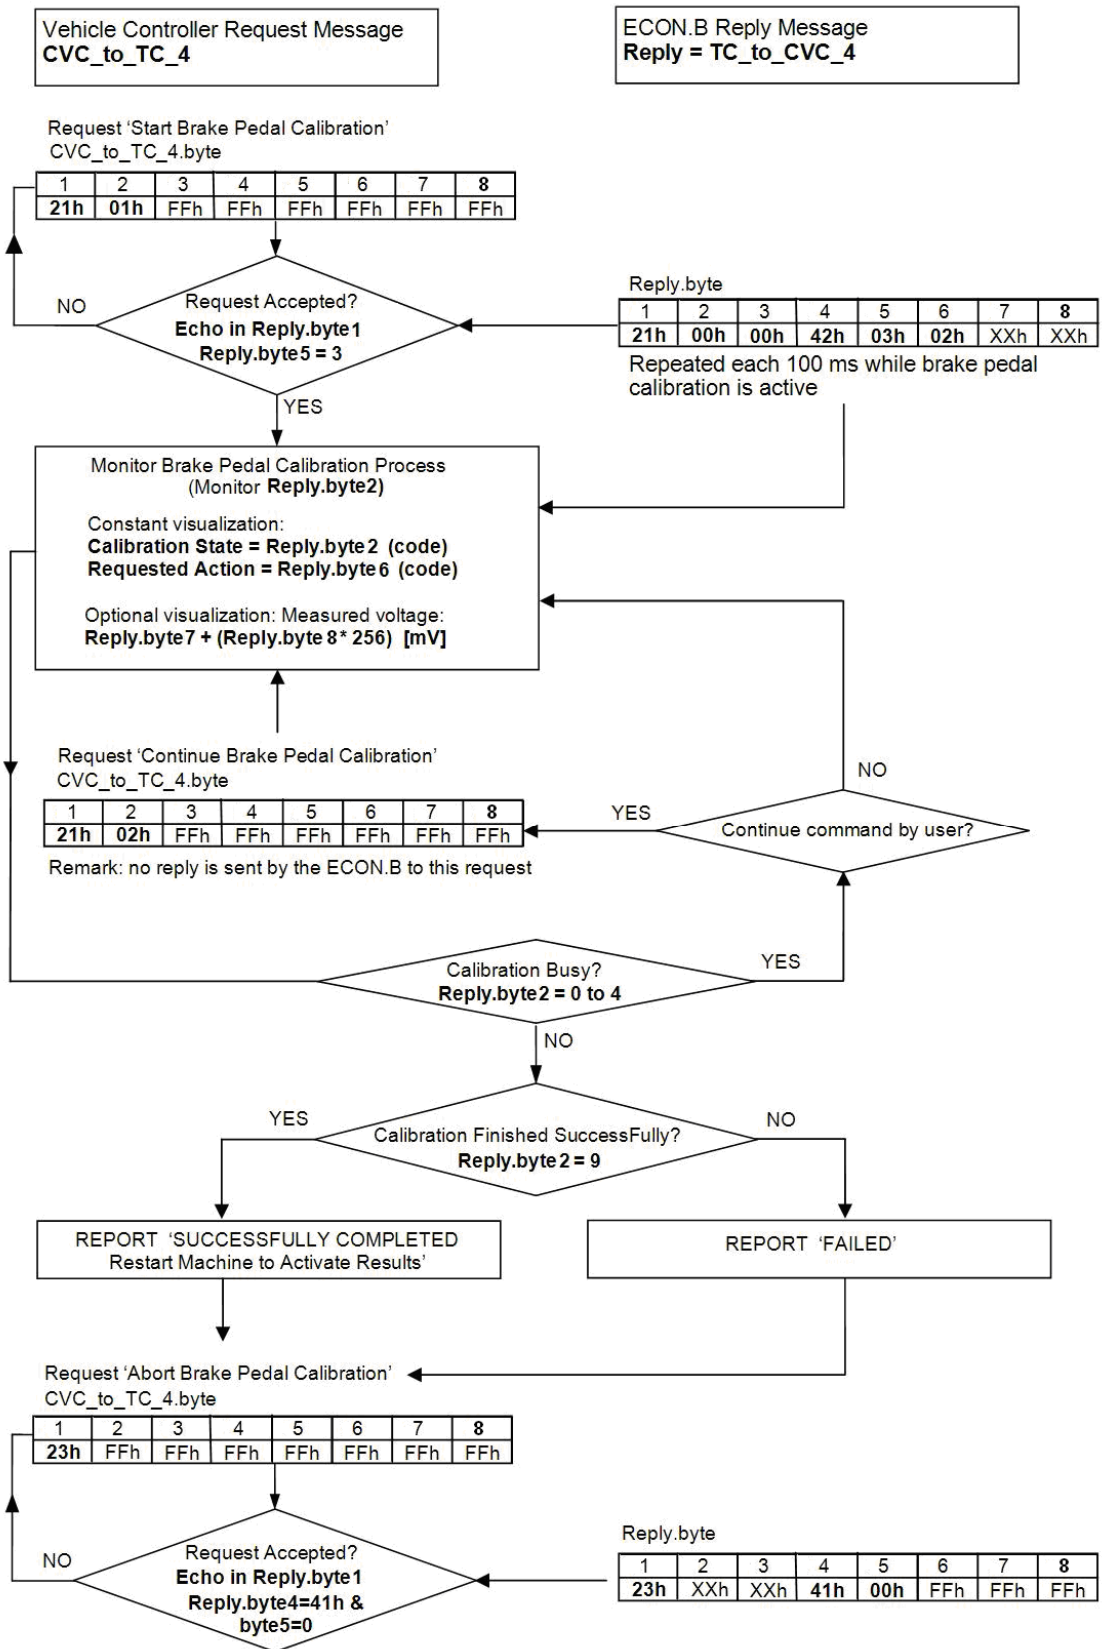 Vehicle Controller Request Message
CVC_to_TC_4
ECON.B Reply Message
Reply = TC_to_CVC_4
Request ‘Start Brake Pedal Calibration’
CVC_to_TC_4.byte
1 2 3 4 5 6 7 8
21h 01h FFh FFh FFh FFh FFh FFh
NO
Request Accepted?
Echo in Reply.byte1
Reply.byte5 = 3
Reply.byte
1 2 3 4 5 6 7 8
21h 00h 00h 42h 03h 02h XXh XXh
Repeated each 100 ms while brake pedal
calibration is active
YES
Monitor Brake Pedal Calibration Process
(Monitor Reply.byte2)
Constant visualization:
Calibration State = Reply.byte2 (code)
Requested Action = Reply.byte6 (code)
Optional visualization: Measured voltage:
Reply.byte7 + (Reply.byte8* 256) [mV]
Request ‘Continue Brake Pedal Calibration’
CVC_to_TC_4.byte
1 2 3 4 5 6 7 8
21h 02h FFh FFh FFh FFh FFh FFh
Remark: no reply is sent by the ECON.B to this request
YES
Continue command by user?
NO
Calibration Busy?
Reply.byte2 = 0 to 4
YES
NO
YES
Calibration Finished SuccessFully?
Reply.byte2 = 9
NO
REPORT ‘SUCCESSFULLY COMPLETED
Restart Machine to Activate Results’
REPORT ‘FAILED’
Request ‘Abort Brake Pedal Calibration’
CVC_to_TC_4.byte
1 2 3 4 5 6 7 8
23h FFh FFh FFh FFh FFh FFh FFh
NO
Request Accepted?
Echo in Reply.byte1
Reply.byte4=41h &
byte5=0
Reply.byte
1 2 3 4 5 6 7 8
23h XXh XXh 41h 00h FFh FFh FFh